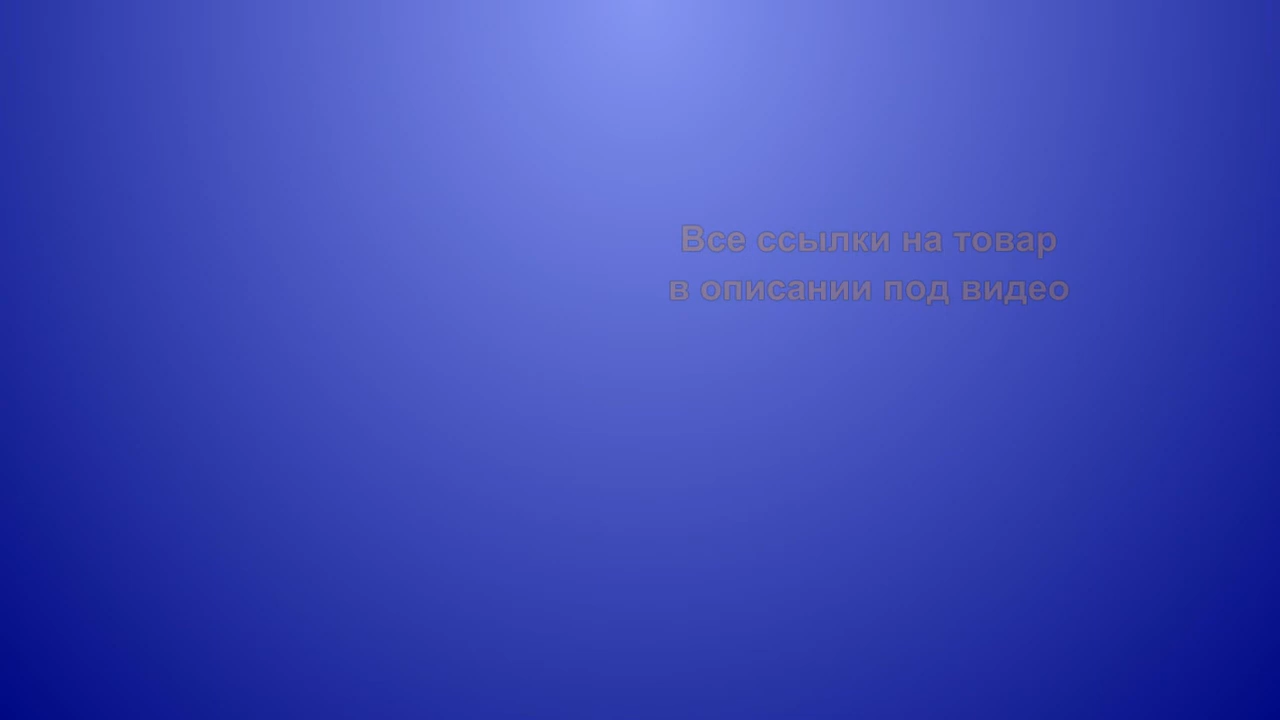 Все ссылки на товар
в описании под видео